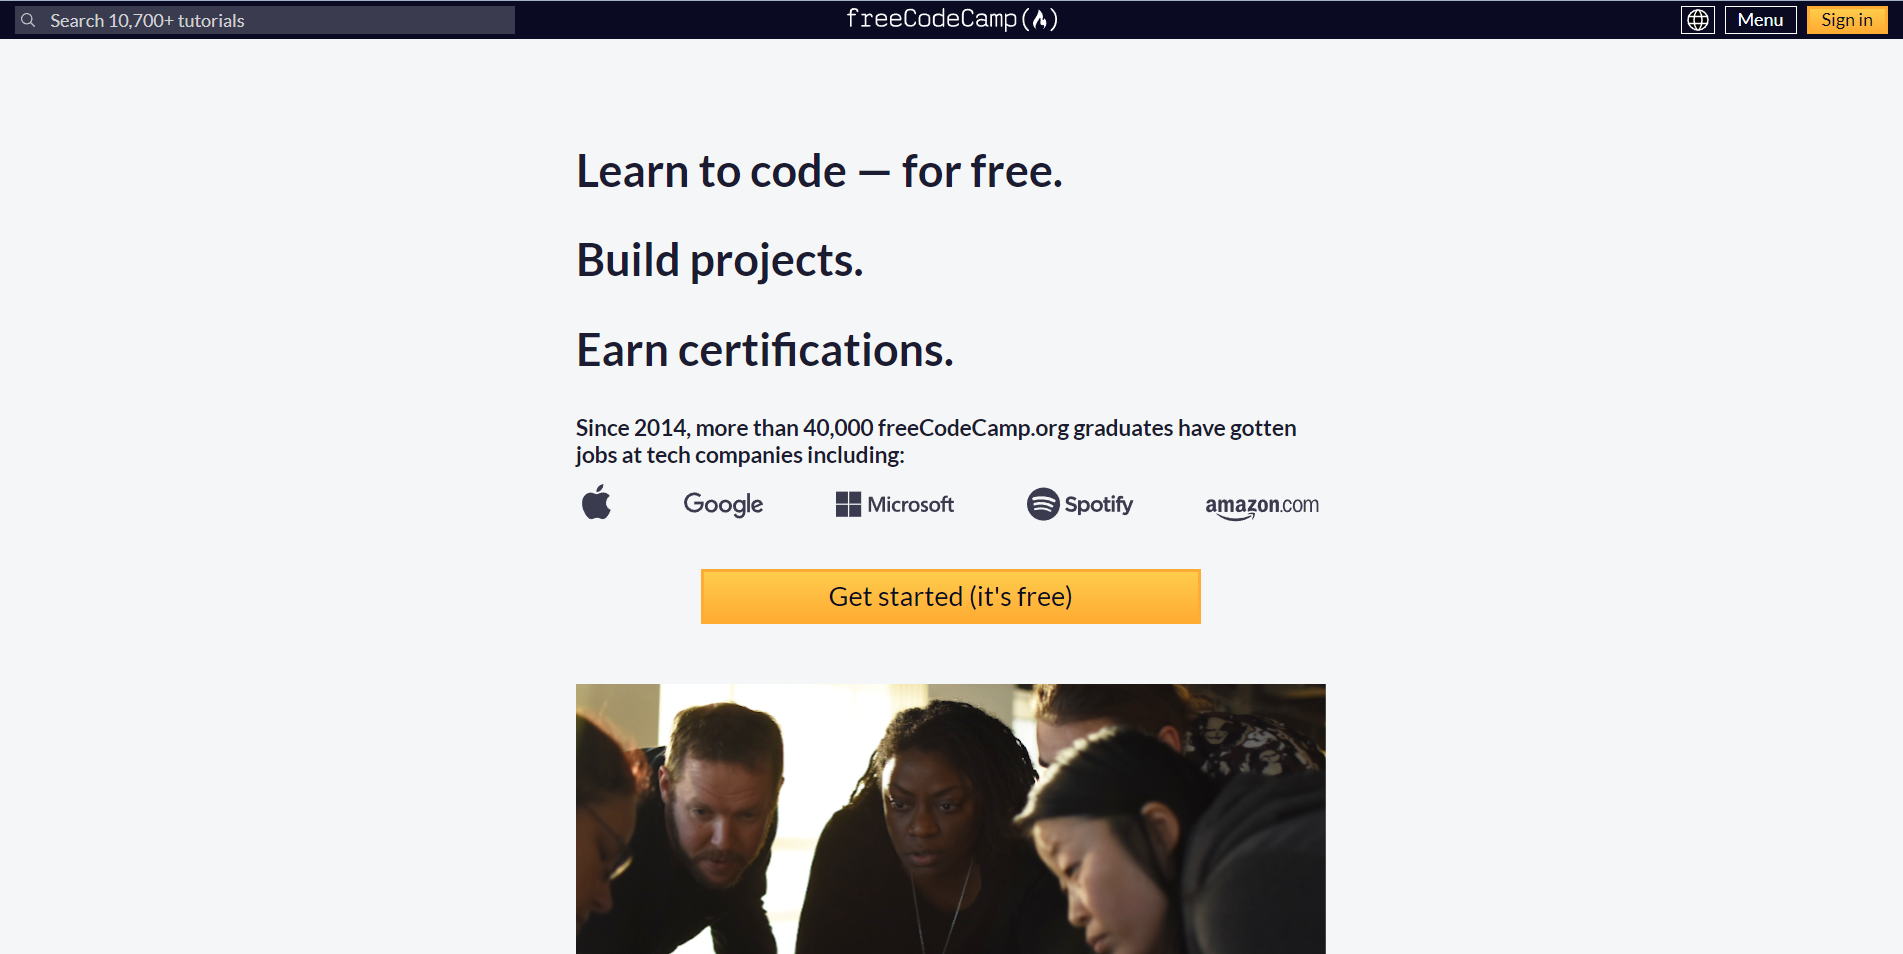 Search 10,700+ tutorials
freeCodeCamp(🔥)
Menu
Sign in
Learn to code — for free.
Build projects.
Earn certifications.
Since 2014, more than 40,000 freeCodeCamp.org graduates have gotten
jobs at tech companies including:
Google
Microsoft
Spotify
amazon.com
Get started (it's free)